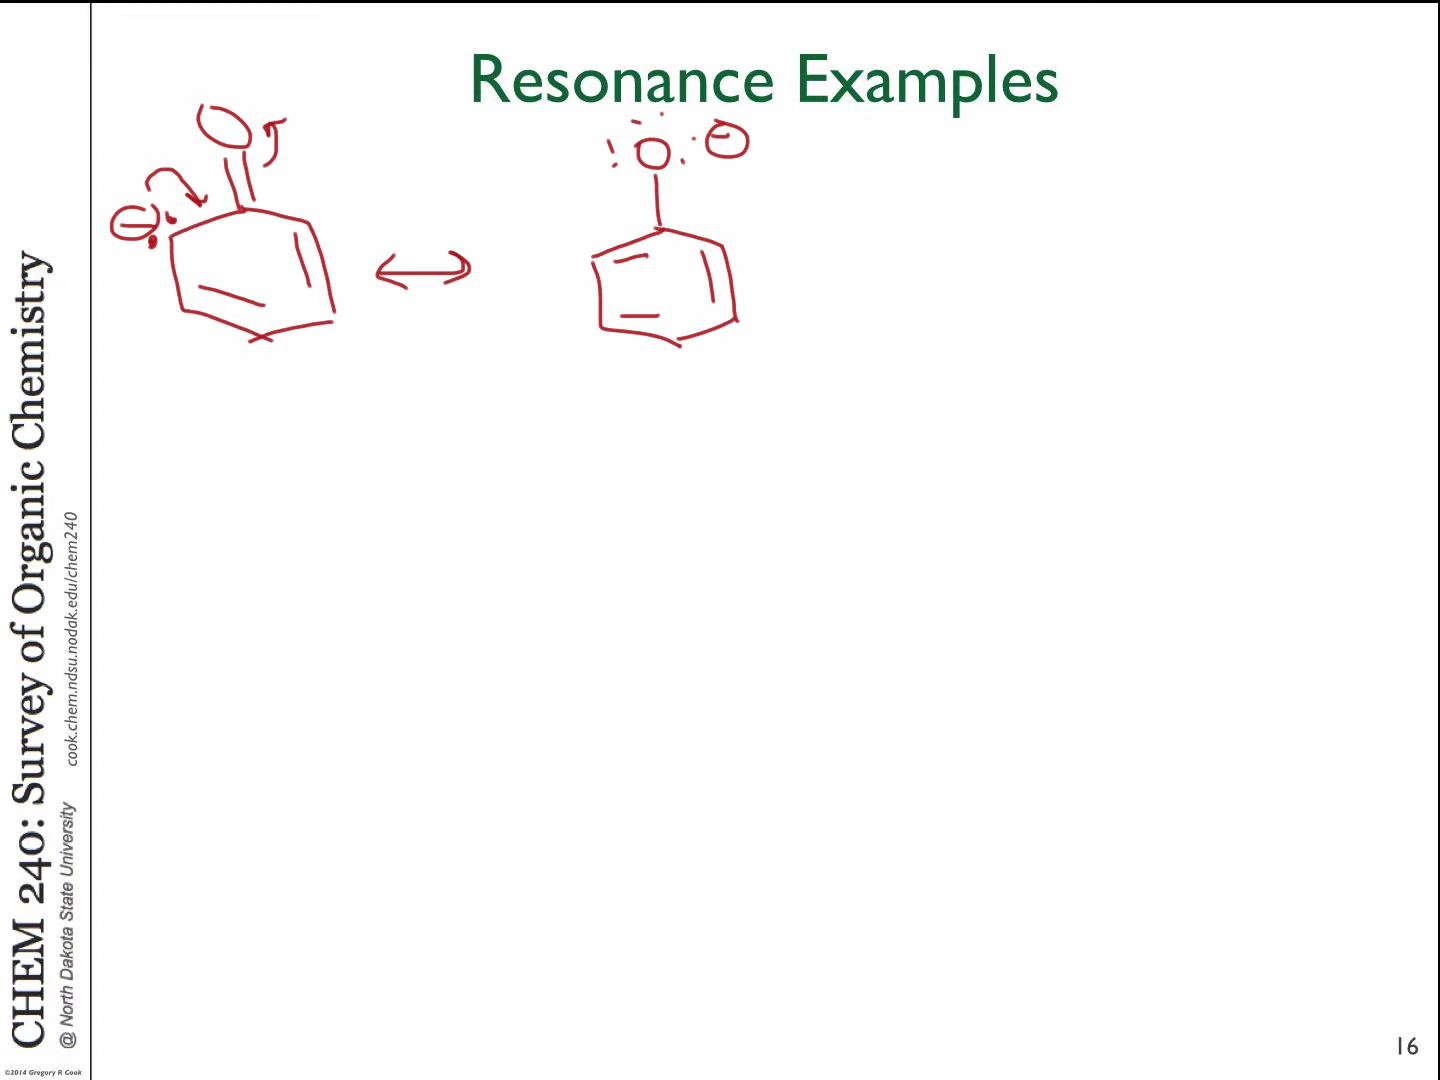 Resonance Examples
O
O
CHEM 240: Survey of Organic Chemistry
@ North Dakota State University cook.chem.ndsu.nodak.edu/chem240
©2014 Gregory R Cook
16